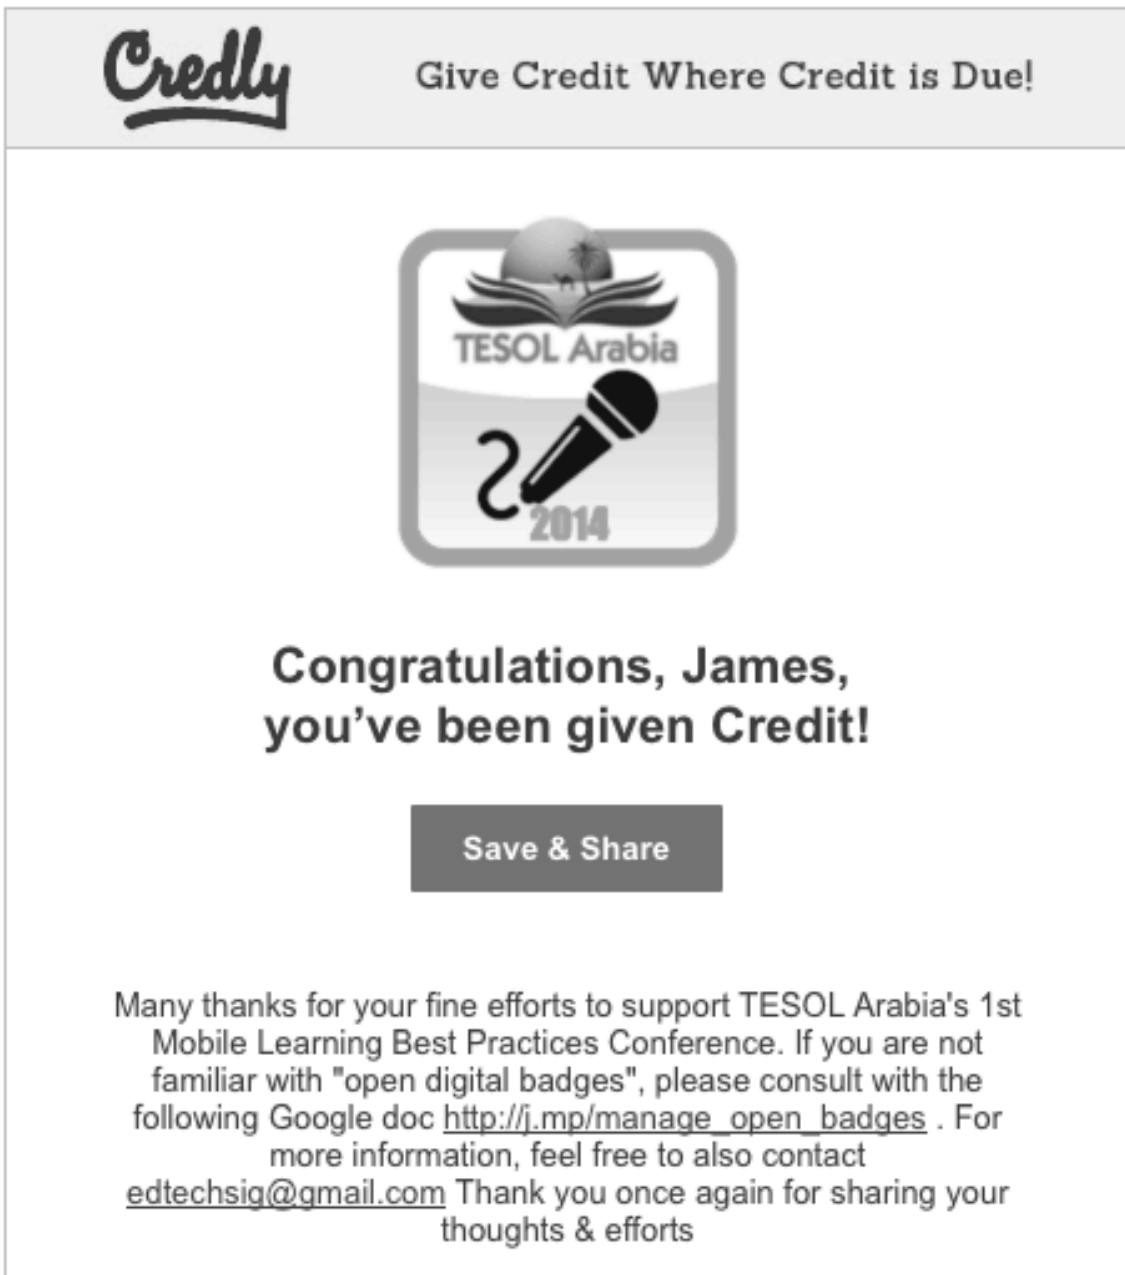 Credly
Give Credit Where Credit is Due!
TESOL Arabia
2014
Congratulations, James,
you’ve been given Credit!
Save & Share
Many thanks for your fine efforts to support TESOL Arabia's 1st
Mobile Learning Best Practices Conference. If you are not
familiar with "open digital badges", please consult with the
following Google doc http://j.mp/manage_open_badges . For
more information, feel free to also contact
edtechsig@gmail.com Thank you once again for sharing your
thoughts & efforts